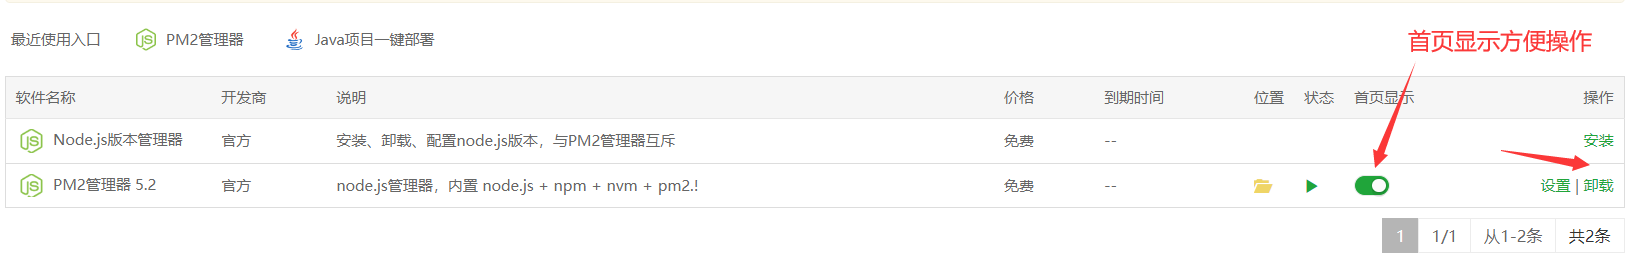 首页显示方便操作
最近使用入口 PM2管理器 Java项目一键部署
软件名称 开发商 说明 价格 到期时间 位置 状态 首页显示 操作
Node.js版本管理器 官方 安装、卸载、配置node.js版本，与PM2管理器互斥 免费 -- 安装
PM2管理器 5.2 官方 node.js管理器，内置 node.js + npm + nvm + pm2.! 免费 -- 设置 | 卸载
1 1/1 从1-2条 共2条